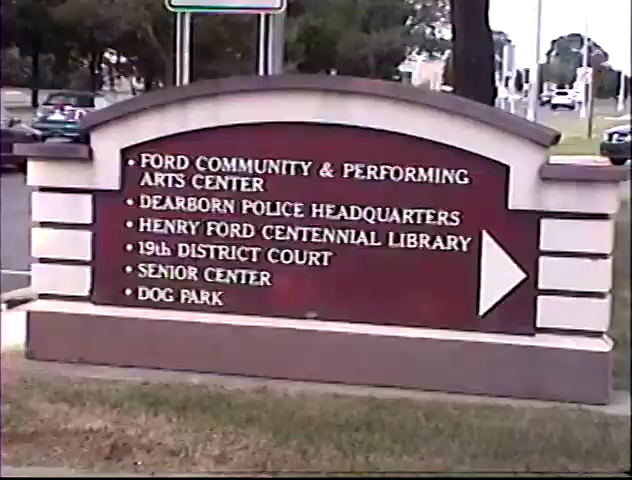 • FORD COMMUNITY & PERFORMING
ARTS CENTER
• DEARBORN POLICE HEADQUARTERS
• HENRY FORD CENTENNIAL LIBRARY
• 19th DISTRICT COURT
• SENIOR CENTER
• DOG PARK